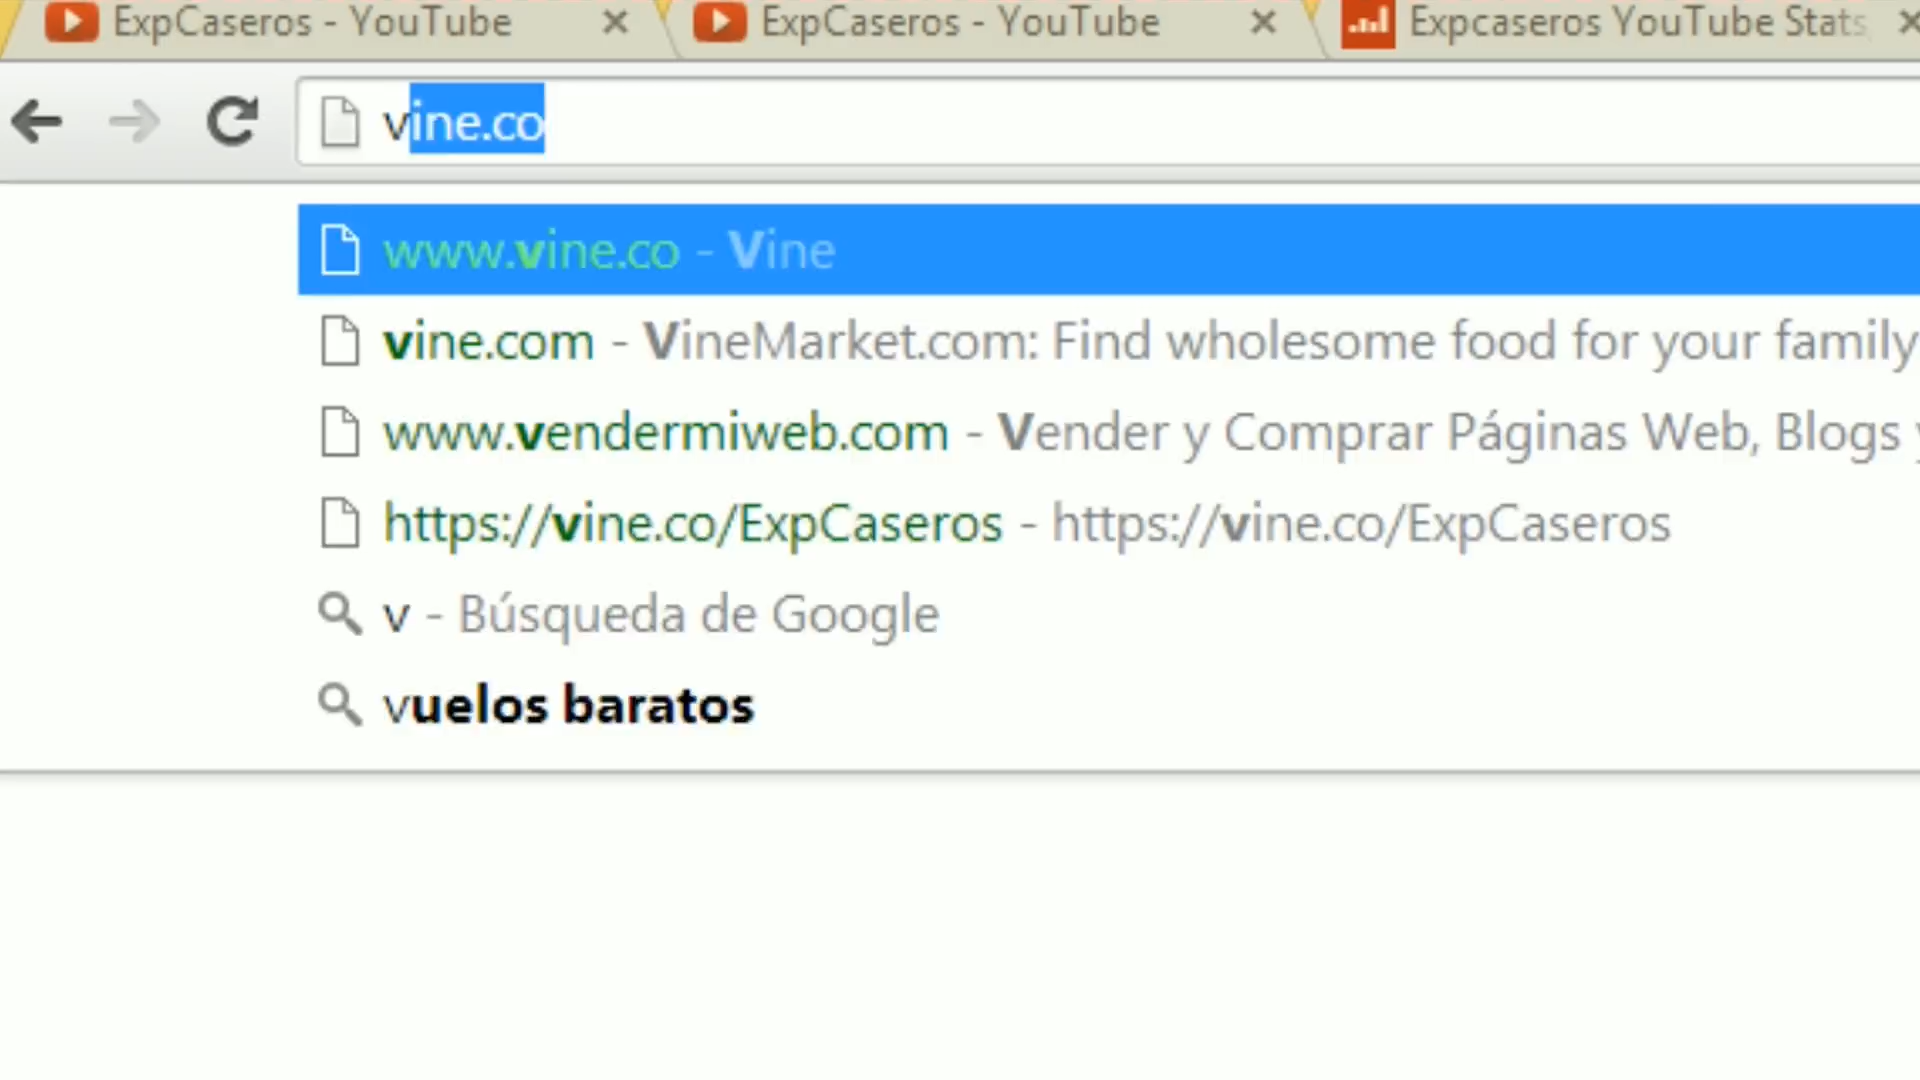 ExpCaseros - YouTube
ExpCaseros - YouTube
Expcaseros YouTube Stats,
vine.co
www.vine.co - Vine
vine.com - VineMarket.com: Find wholesome food for your family
www.vendermiweb.com - Vender y Comprar Páginas Web, Blogs y
https://vine.co/ExpCaseros - https://vine.co/ExpCaseros
v - Búsqueda de Google
vuelos baratos